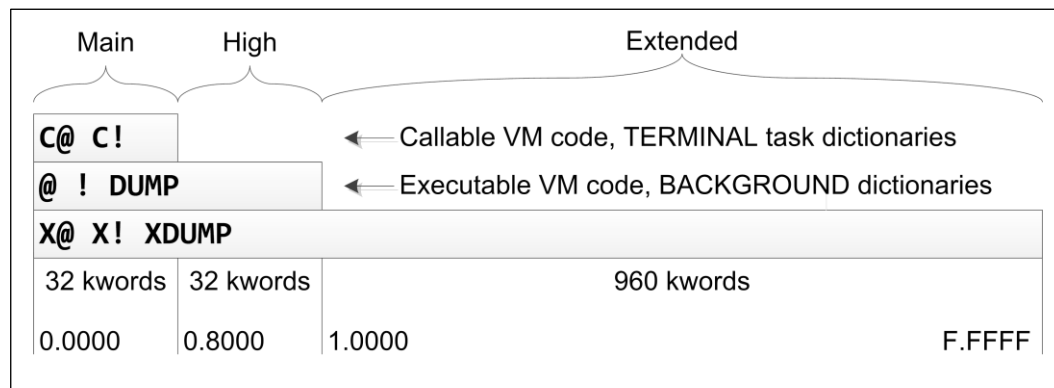 Main High Extended
C@ C! Callable VM code, TERMINAL task dictionaries
@ ! DUMP Executable VM code, BACKGROUND dictionaries
X@ X! XDUMP
32 kwords 32 kwords 960 kwords
0.0000 0.8000 1.0000 F.FFFF